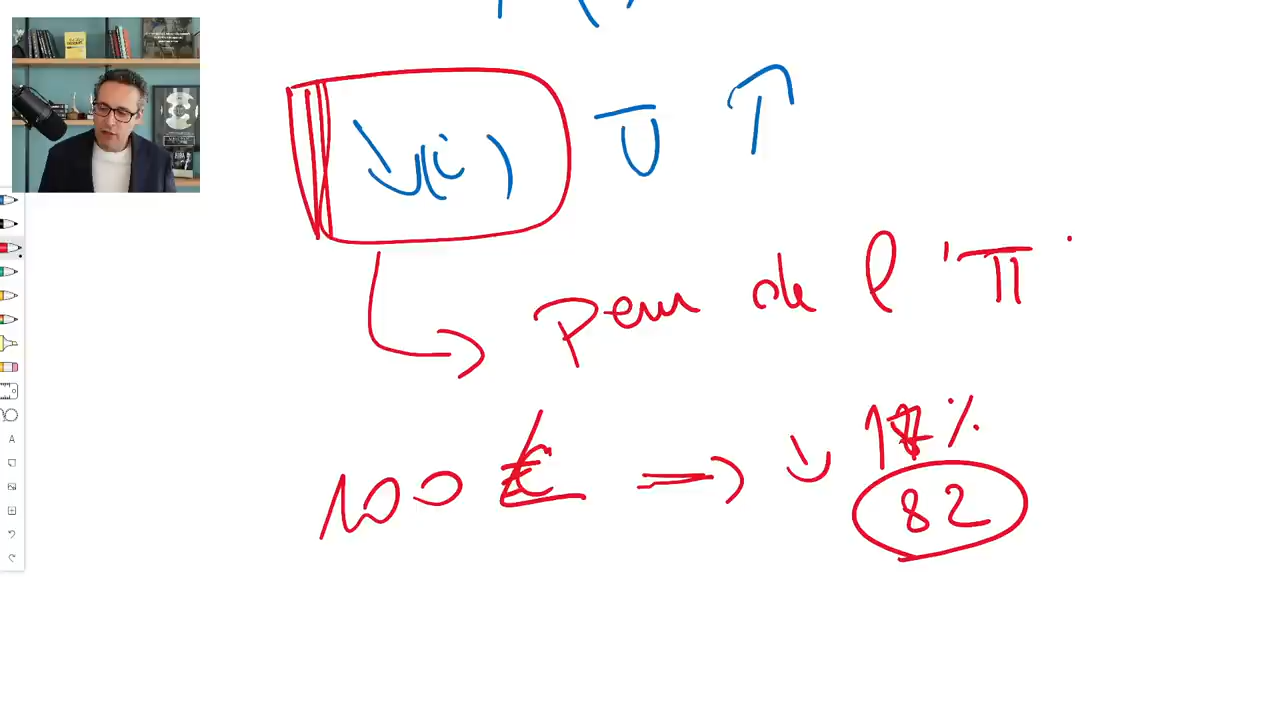 ↓(i) U ↑
Peur de l'π
100 € => ↓ 18%
82